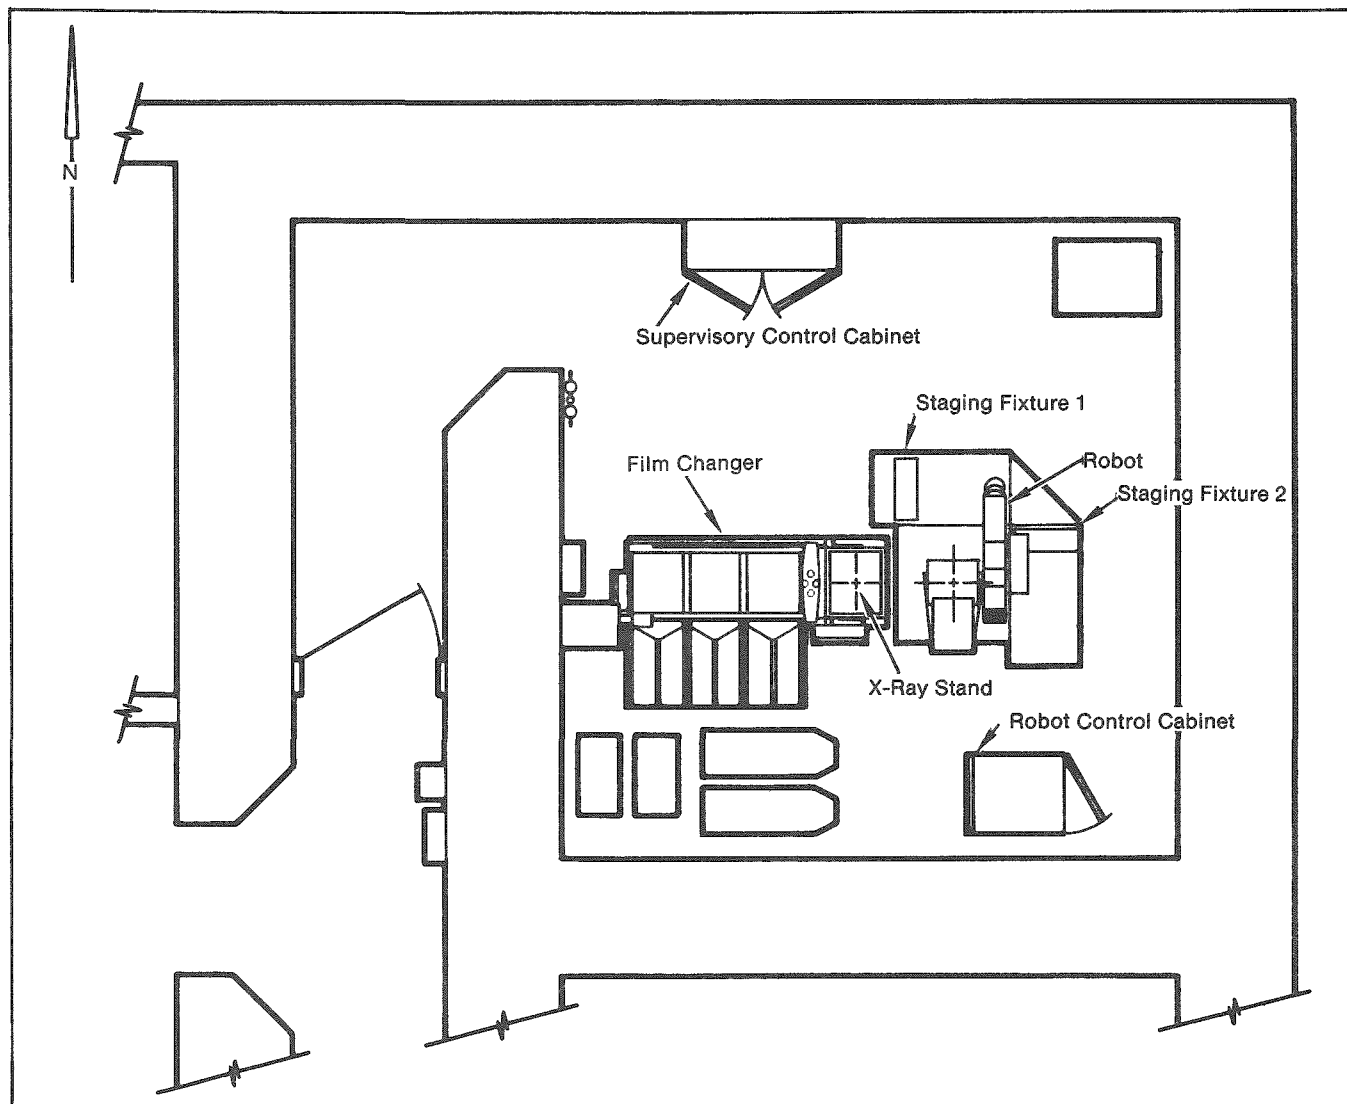 N
Supervisory Control Cabinet
Staging Fixture 1
Film Changer
Robot
Staging Fixture 2
X-Ray Stand
Robot Control Cabinet